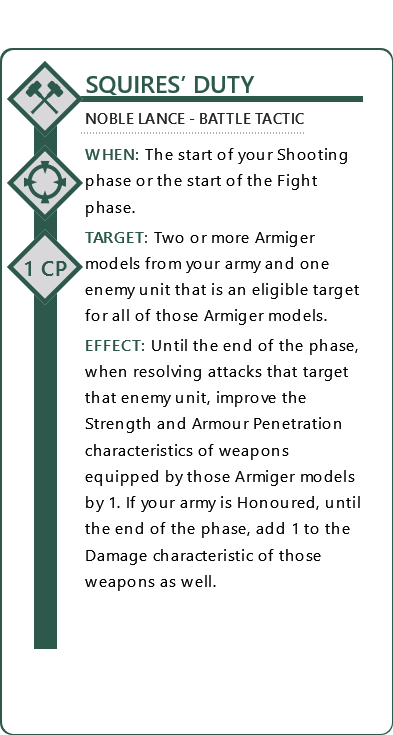 SQUIRES’ DUTY
NOBLE LANCE - BATTLE TACTIC
WHEN: The start of your Shooting
phase or the start of the Fight
phase.
1 CP
TARGET: Two or more Armiger
models from your army and one
enemy unit that is an eligible target
for all of those Armiger models.
EFFECT: Until the end of the phase,
when resolving attacks that target
that enemy unit, improve the
Strength and Armour Penetration
characteristics of weapons
equipped by those Armiger models
by 1. If your army is Honoured, until
the end of the phase, add 1 to the
Damage characteristic of those
weapons as well.